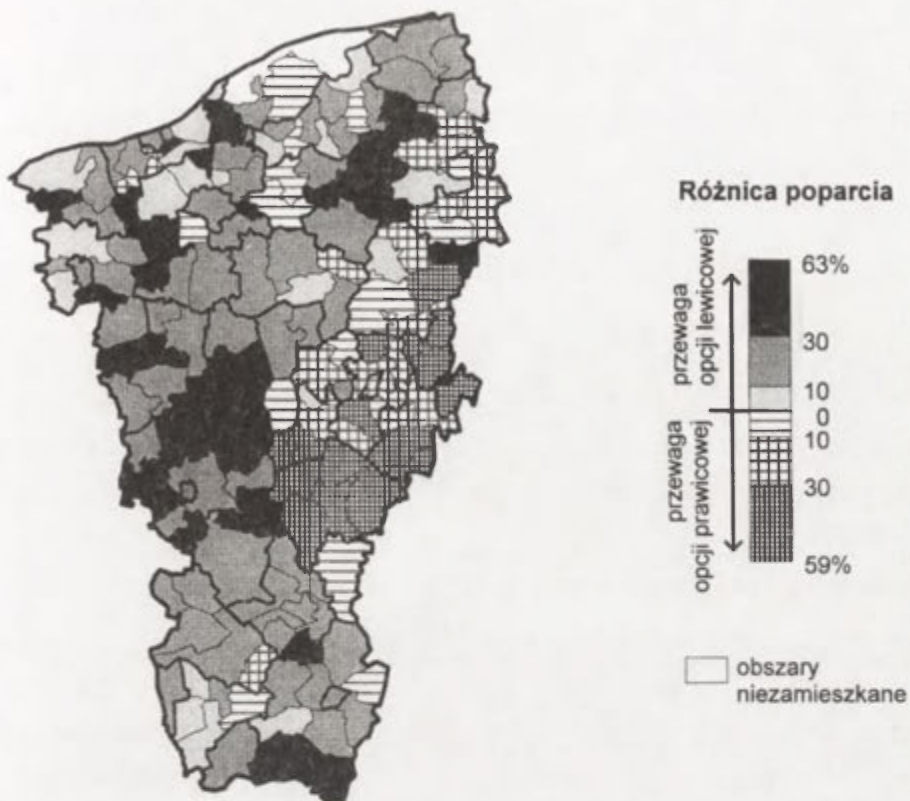 Różnica poparcia
przewaga
opcji lewicowej
przewaga
opcji prawicowej
63%
30
10
0
10
30
59%
obszary
niezamieszkane